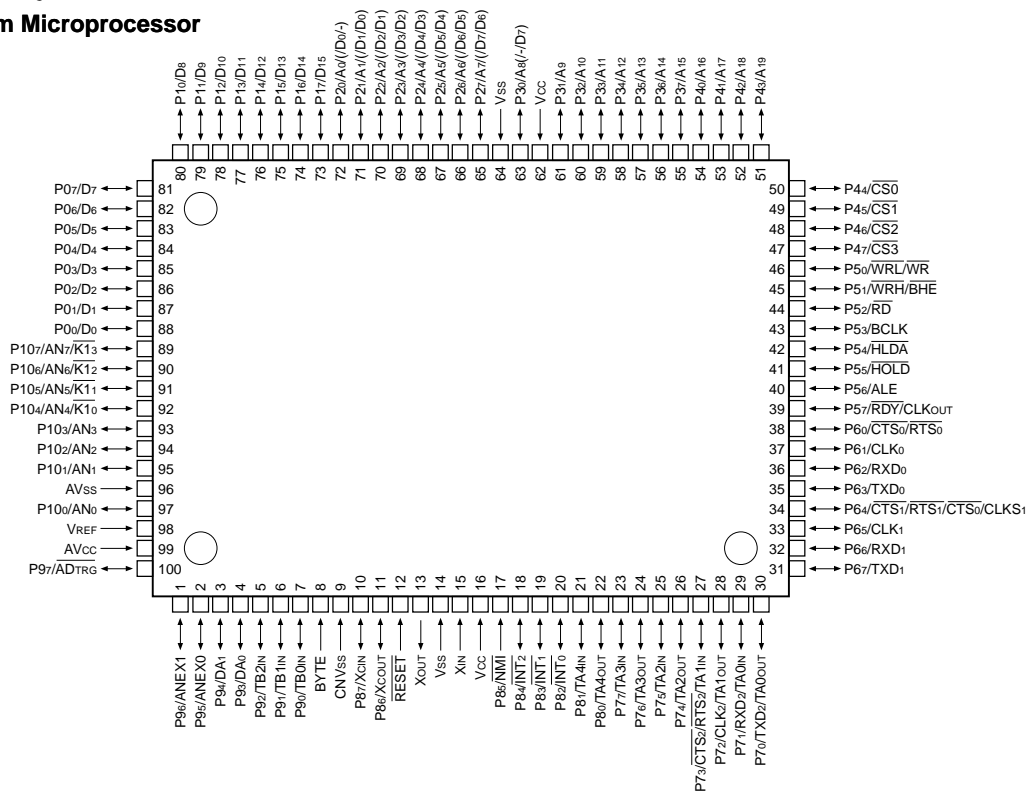 m Microprocessor
P10/D8
P11/D9
P12/D10
P13/D11
P14/D12
P15/D13
P16/D14
P17/D15
P20/A0(/D0/-)
P21/A1(/D1/D0)
P22/A2(/D2/D1)
P23/A3(/D3/D2)
P24/A4(/D4/D3)
P25/A5(/D5/D4)
P26/A6(/D6/D5)
P27/A7(/D7/D6)
Vss
P30/A8(/-/D7)
Vcc
P31/A9
P32/A10
P33/A11
P34/A12
P36/A13
P36/A14
P37/A15
P40/A16
P41/A17
P42/A18
P43/A19
80 79 78 77 76 75 74 73 72 71 70 69 68 67 66 65 64 63 62 61 60 59 58 57 56 55 54 53 52 51
P07/D7 81
P06/D6 82
P05/D5 83
P04/D4 84
P03/D3 85
P02/D2 86
P01/D1 87
P00/D0 88
P107/AN7/K13 89
P106/AN6/K12 90
P105/AN5/K11 91
P104/AN4/K10 92
P103/AN3 93
P102/AN2 94
P101/AN1 95
AVss 96
P100/AN0 97
VREF 98
AVcc 99
P97/ADTRG 100
50 P44/CS0
49 P45/CS1
48 P46/CS2
47 P47/CS3
46 P50/WRL/WR
45 P51/WRH/BHE
44 P52/RD
43 P53/BCLK
42 P54/HLDA
41 P55/HOLD
40 P56/ALE
39 P57/RDY/CLKOUT
38 P60/CTS0/RTS0
37 P61/CLK0
36 P62/RXD0
35 P63/TXD0
34 P64/CTS1/RTS1/CTS0/CLKS1
33 P65/CLK1
32 P66/RXD1
31 P67/TXD1
1 2 3 4 5 6 7 8 9 10 11 12 13 14 15 16 17 18 19 20 21 22 23 24 25 26 27 28 29 30
P96/ANEX1
P95/ANEX0
P94/DA1
P93/DA0
P92/TB2IN
P91/TB1IN
P90/TB0IN
BYTE
CNVss
P87/XCIN
P86/XCOUT
RESET
XOUT
Vss
XIN
Vcc
P85/NMI
P84/INT2
P83/INT1
P82/INT0
P81/TA4IN
P80/TA4OUT
P77/TA3IN
P76/TA3OUT
P75/TA2IN
P74/TA2OUT
P73/CTS2/RTS2/TA1IN
P72/CLK2/TA1OUT
P71/RXD2/TA0IN
P70/TXD2/TA0OUT